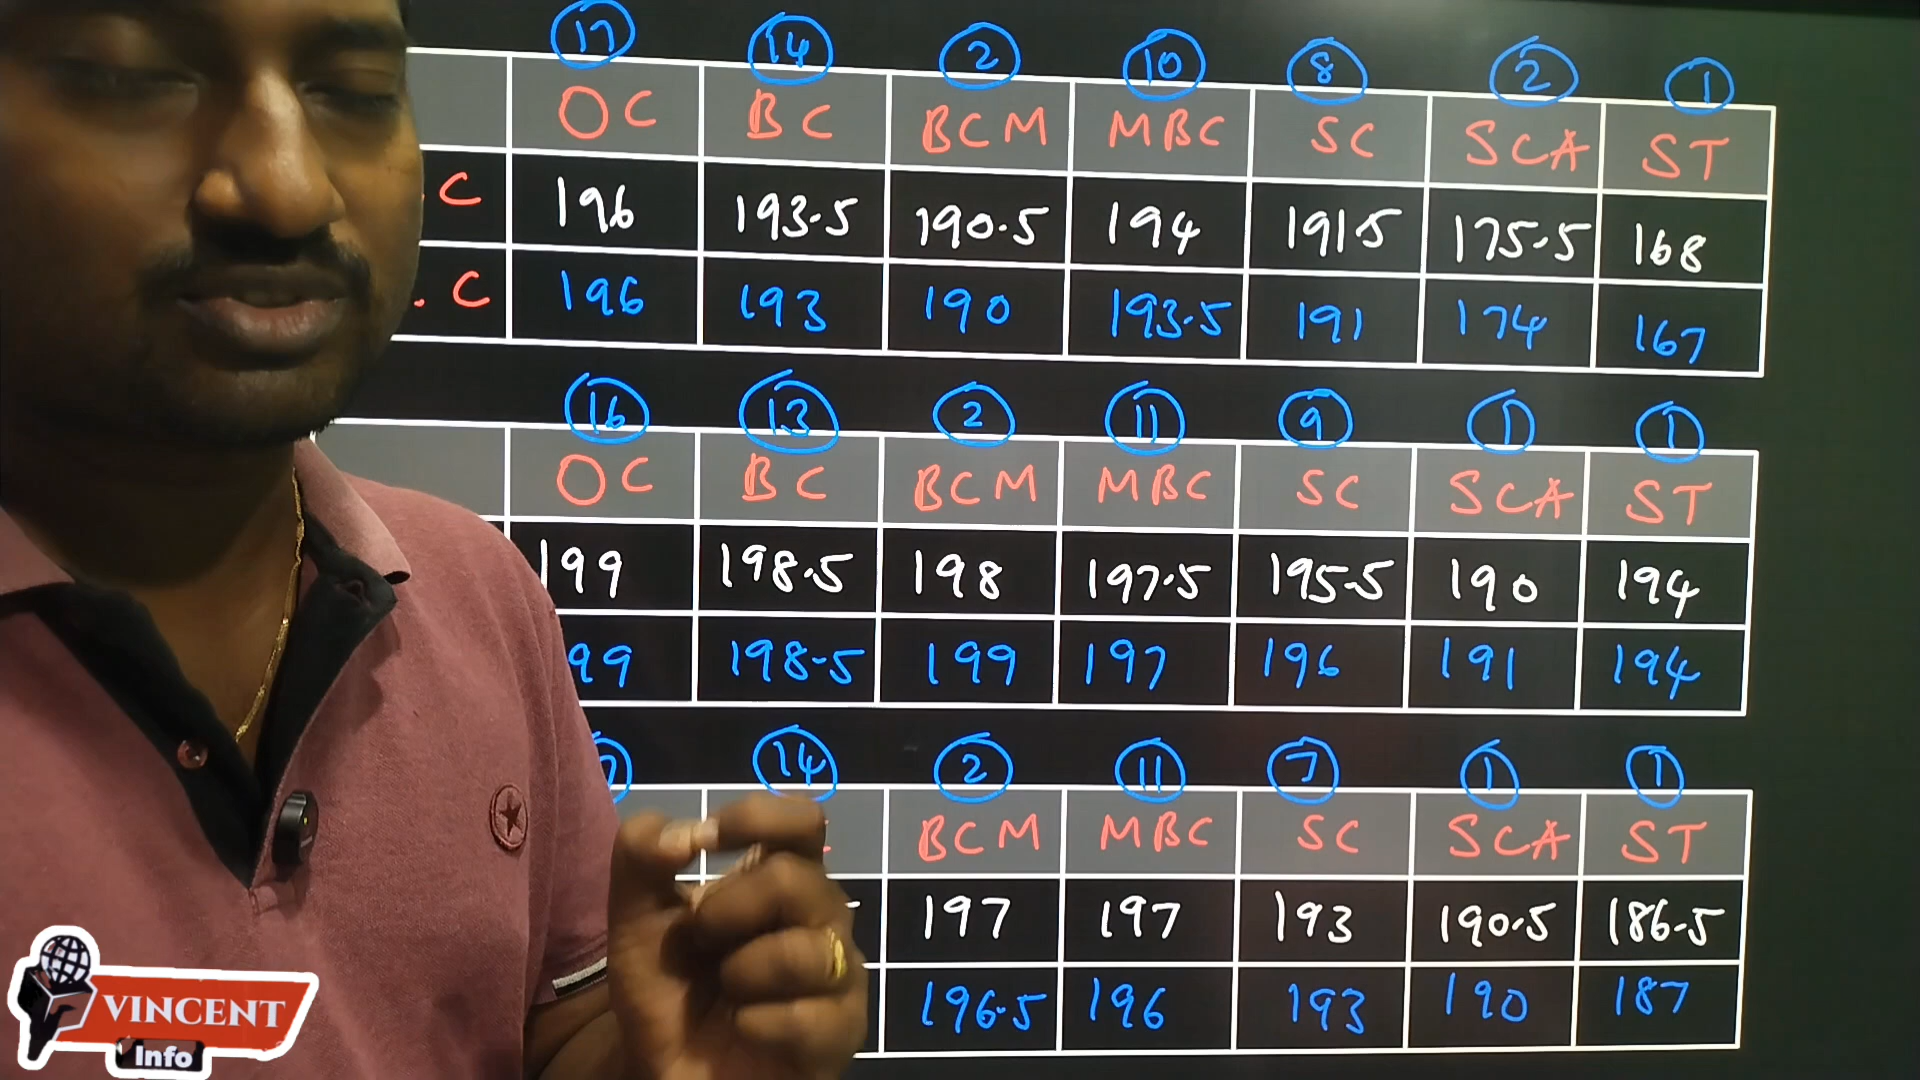 17 14 2 10 8 2 1
OC BC BCM MBC SC SCA ST
.C 196 193.5 190.5 194 191.5 175.5 168
.C 196 193 190 193.5 191 174 167
16 13 2 11 9 1 1
OC BC BCM MBC SC SCA ST
199 198.5 198 197.5 195.5 190 194
99 198.5 199 197 196 191 194
14 2 11 7 1 1
BCM MBC SC SCA ST
197 197 193 190.5 186.5
196.5 196 193 190 187
VINCENT
Info